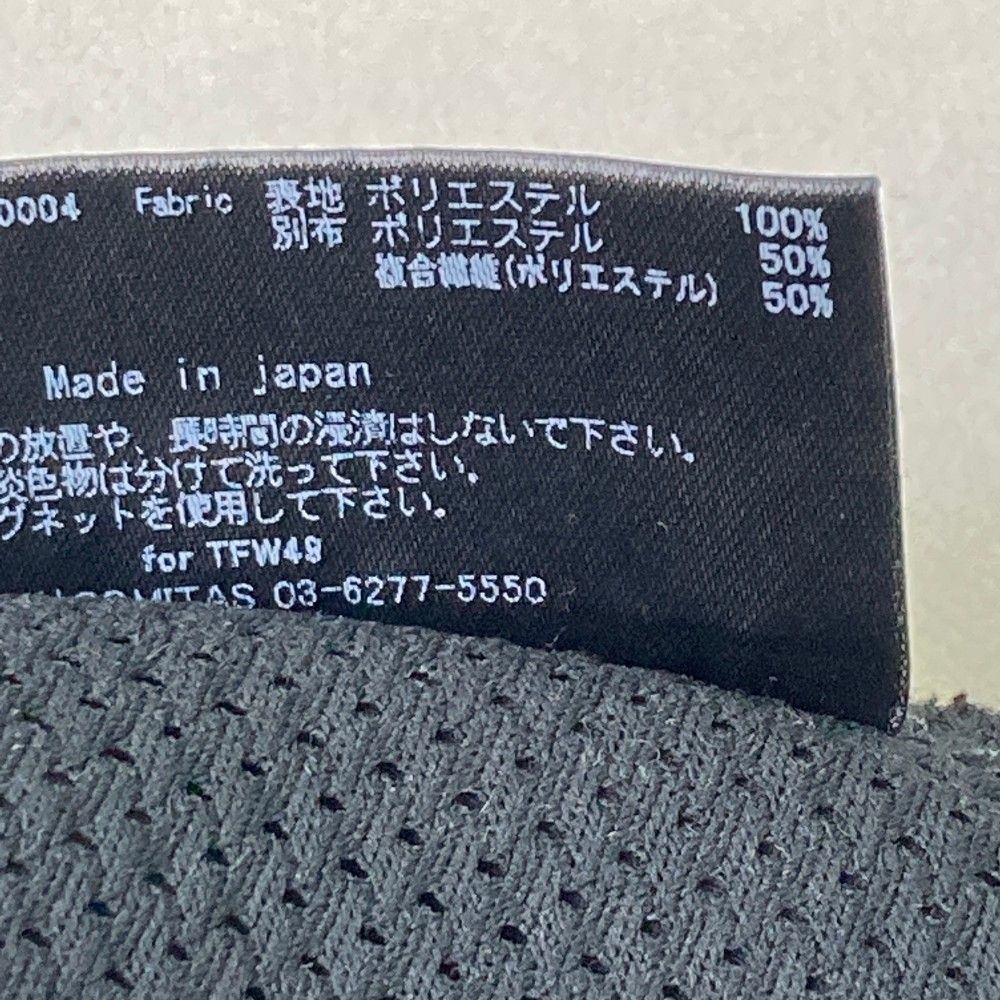 0004 Fabric 表地 ポリエステル 100%
別布 ポリエステル 50%
複合繊維(ポリエステル) 50%
Made in japan
の放置や、長時間の浸漬はしないで下さい。
淡色物は分けて洗って下さい。
グネットを使用して下さい。
for TFW49
03-6277-5550